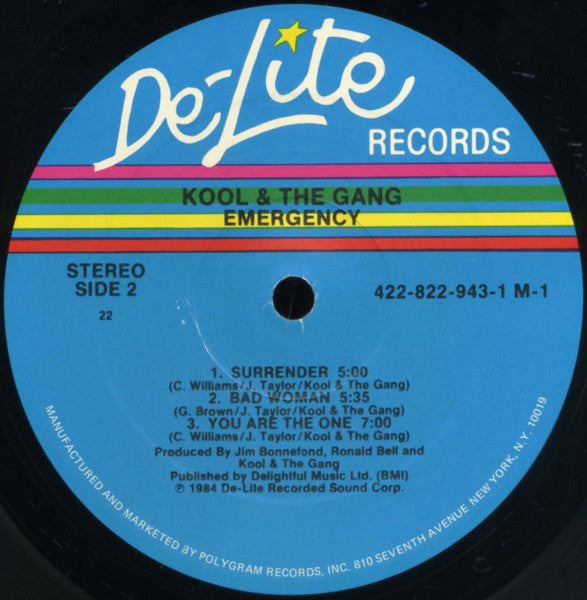 De-Lite
RECORDS
KOOL & THE GANG
EMERGENCY
STEREO
SIDE 2
422-822-943-1 M-1
22
1. SURRENDER 5:00
(C. Williams/J. Taylor/Kool & The Gang)
2. BAD WOMAN 5:35
(G. Brown/J. Taylor/Kool & The Gang)
3. YOU ARE THE ONE 7:00
(C. Williams/J. Taylor/Kool & The Gang)
Produced By Jim Bonnefond, Ronald Bell and
Kool & The Gang
Published by Delightful Music Ltd. (BMI)
℗ 1984 De-Lite Recorded Sound Corp.
MANUFACTURED AND MARKETED by POLYGRAM RECORDS, INC. 810 SEVENTH AVENUE NEW YORK, N.Y. 10019